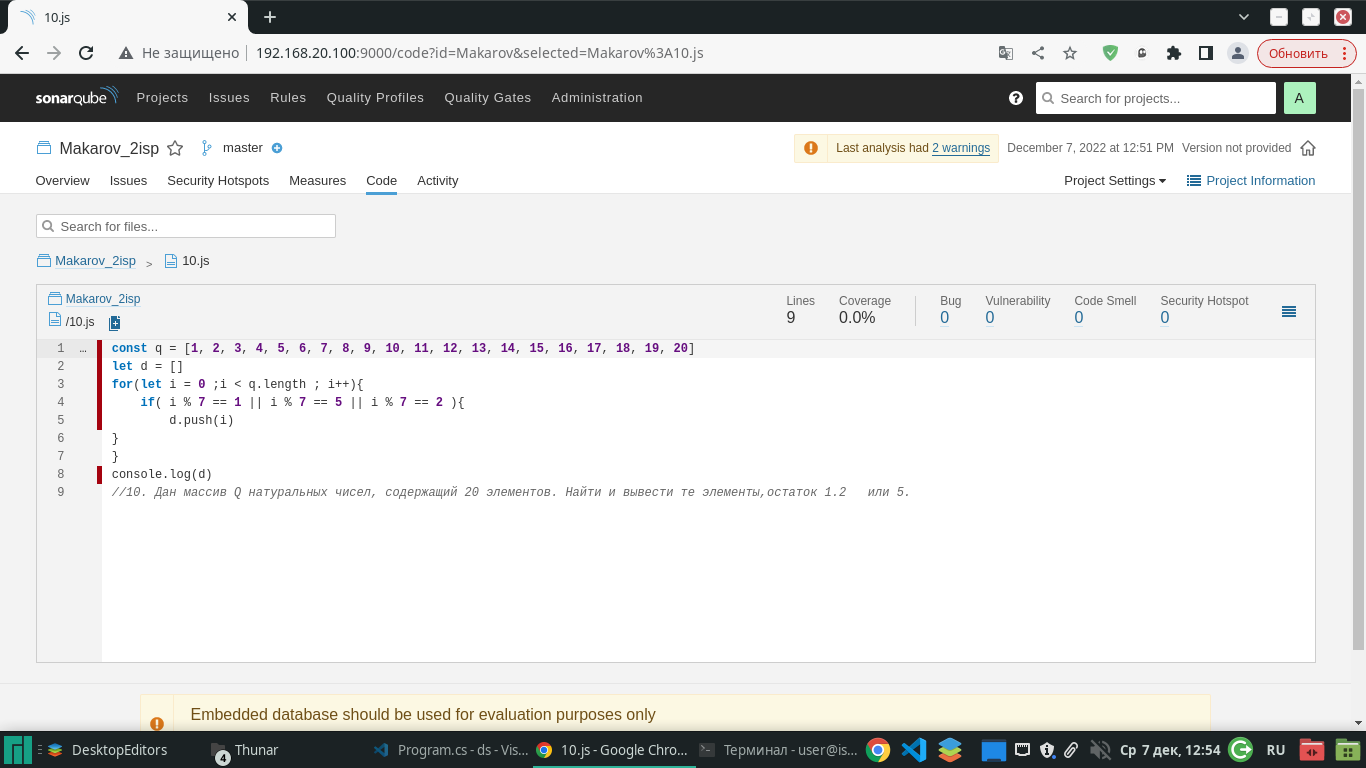 10.js
Не защищено 192.168.20.100:9000/code?id=Makarov&selected=Makarov%3A10.js Обновить
sonarqube Projects Issues Rules Quality Profiles Quality Gates Administration ? Search for projects... A
Makarov_2isp master Last analysis had 2 warnings December 7, 2022 at 12:51 PM Version not provided
Overview Issues Security Hotspots Measures Code Activity Project Settings Project Information
Search for files...
Makarov_2isp > 10.js
Makarov_2isp
/10.js
Lines Coverage Bug Vulnerability Code Smell Security Hotspot
9 0.0% 0 0 0 0
1 … const q = [1, 2, 3, 4, 5, 6, 7, 8, 9, 10, 11, 12, 13, 14, 15, 16, 17, 18, 19, 20]
2 let d = []
3 for(let i = 0 ;i < q.length ; i++){
4     if( i % 7 == 1 || i % 7 == 5 || i % 7 == 2 ){
5         d.push(i)
6 }
7 }
8 console.log(d)
9 //10. Дан массив Q натуральных чисел, содержащий 20 элементов. Найти и вывести те элементы,остаток 1.2   или 5.
Embedded database should be used for evaluation purposes only
DesktopEditors 4 Thunar Program.cs - ds - Vis... 10.js - Google Chro... Терминал - user@is... Ср 7 дек, 12:54 RU